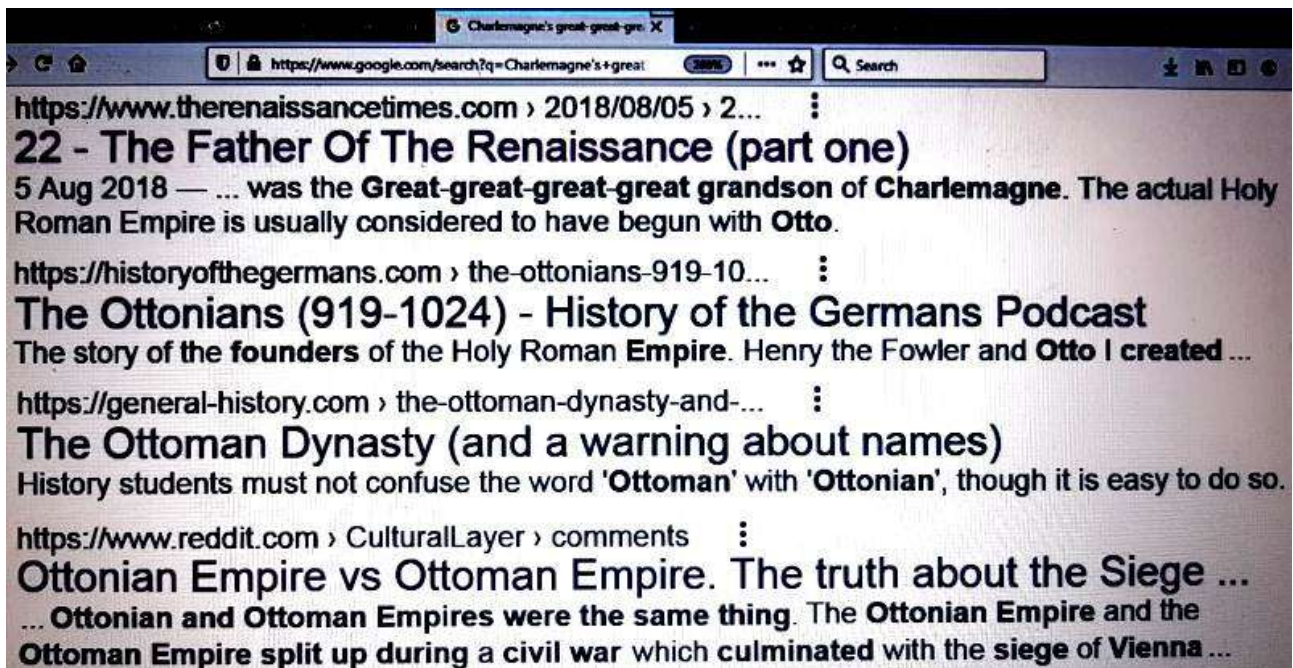 Charlemagne's great-great-gre
https://www.google.com/search?q=Charlemagne's+great
Search
https://www.therenaissancetimes.com › 2018/08/05 › 2...
22 - The Father Of The Renaissance (part one)
5 Aug 2018 — ... was the Great-great-great-great grandson of Charlemagne. The actual Holy
Roman Empire is usually considered to have begun with Otto.
https://historyofthegermans.com › the-ottonians-919-10...
The Ottonians (919-1024) - History of the Germans Podcast
The story of the founders of the Holy Roman Empire. Henry the Fowler and Otto I created ...
https://general-history.com › the-ottoman-dynasty-and-...
The Ottoman Dynasty (and a warning about names)
History students must not confuse the word 'Ottoman' with 'Ottonian', though it is easy to do so.
https://www.reddit.com › CulturalLayer › comments
Ottonian Empire vs Ottoman Empire. The truth about the Siege ...
... Ottonian and Ottoman Empires were the same thing. The Ottonian Empire and the
Ottoman Empire split up during a civil war which culminated with the siege of Vienna ...